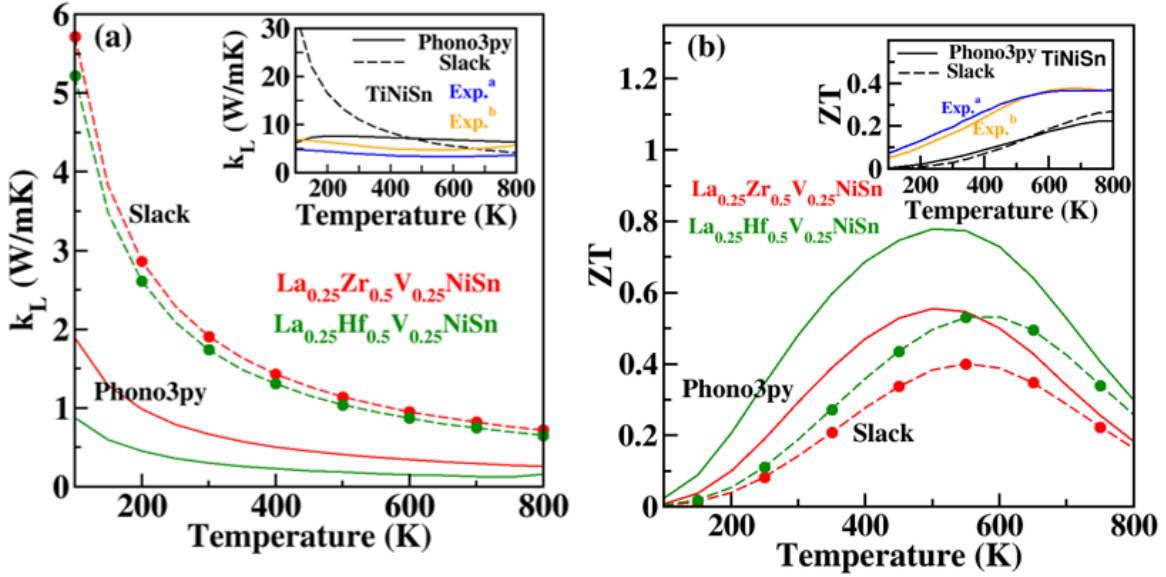 (a)
k_L (W/mK)
6
5
4
3
2
1
0
200
400
600
800
Temperature (K)
Slack
Phono3py
La0.25Zr0.5V0.25NiSn
La0.25Hf0.5V0.25NiSn
k_L (W/mK)
30
20
10
0
200
400
600
800
Temperature (K)
Phono3py
Slack
TiNiSn
Exp.a
Exp.b
(b)
ZT
1.2
1
0.8
0.6
0.4
0.2
0
200
400
600
800
Temperature (K)
La0.25Zr0.5V0.25NiSn
La0.25Hf0.5V0.25NiSn
Phono3py
Slack
ZT
0.4
0.2
0
200
400
600
800
Temperature (K)
Phono3py TiNiSn
Slack
Exp.a
Exp.b